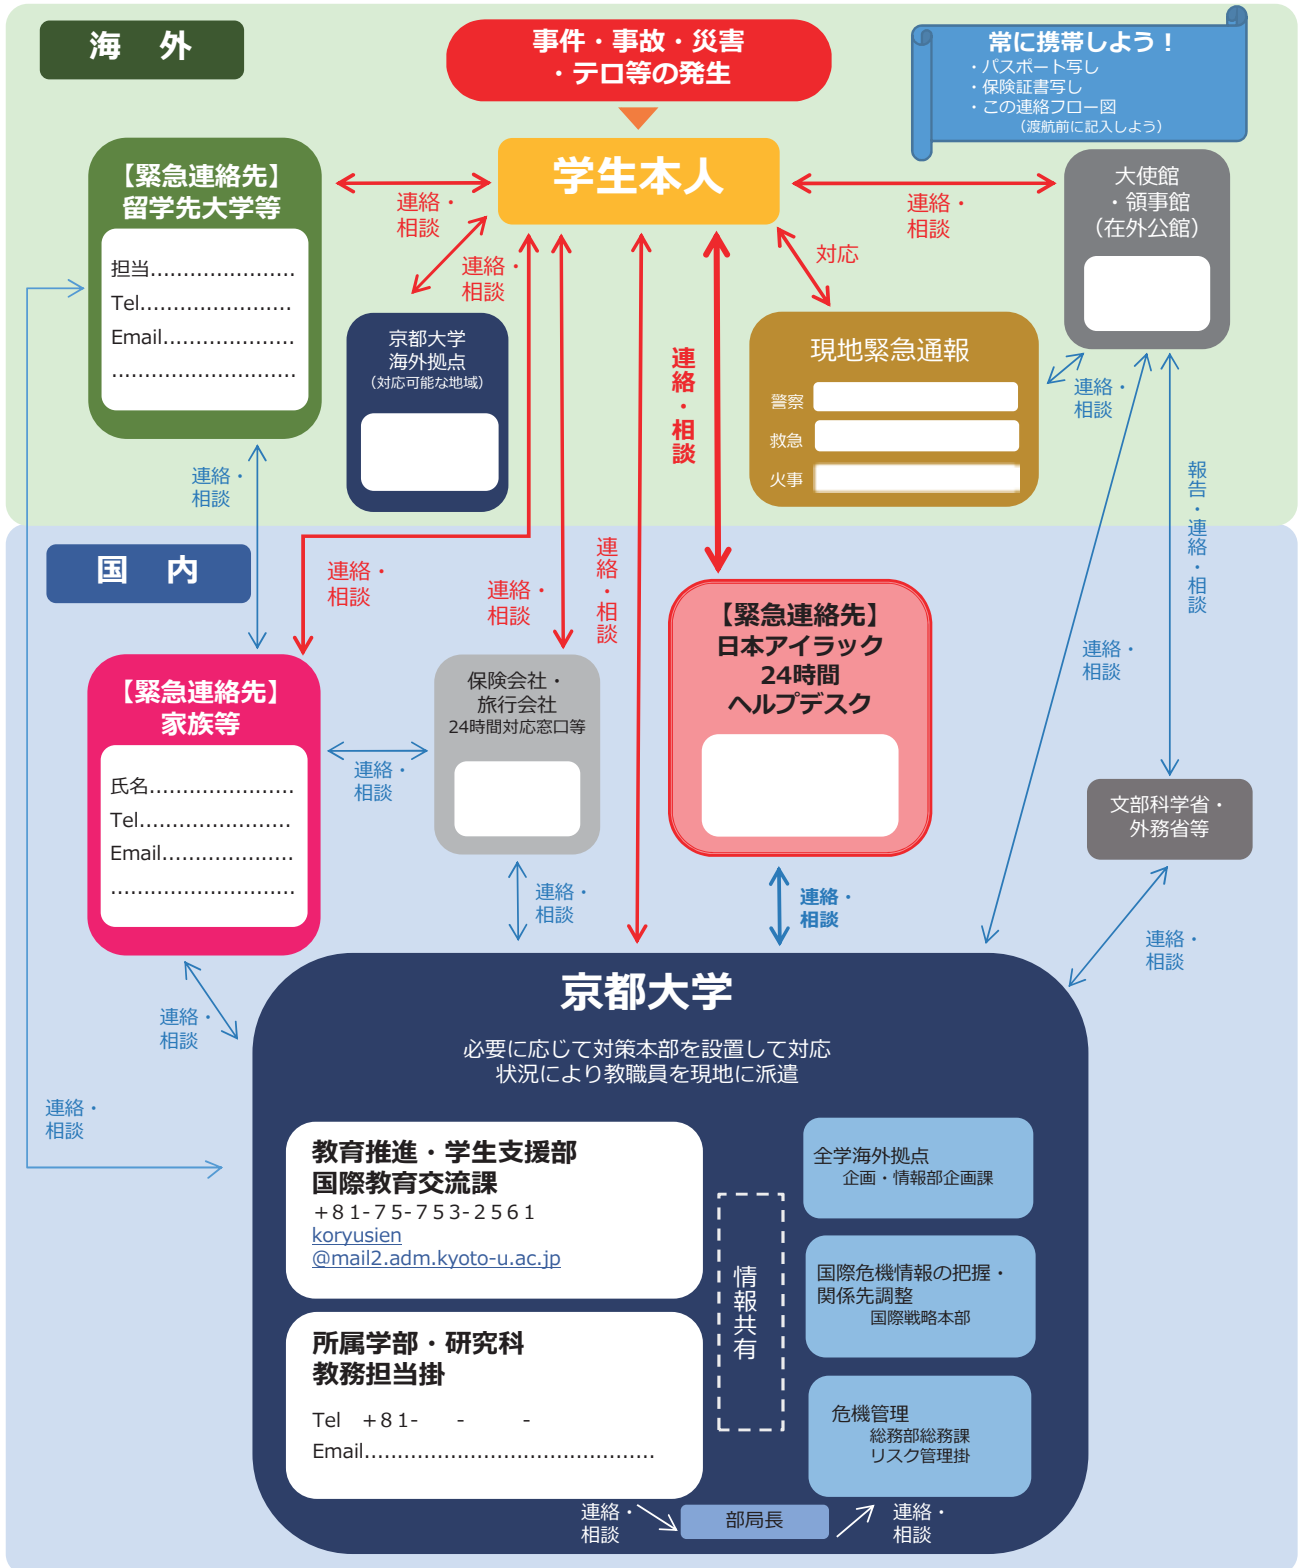 海 外
事件・事故・災害
・テロ等の発生
常に携帯しよう！
・パスポート写し
・保険証書写し
・この連絡フロー図
（渡航前に記入しよう）
学生本人
【緊急連絡先】
留学先大学等
担当......................
Tel.......................
Email....................
............................
連絡・
相談
連絡・
相談
連絡・
相談
対応
大使館
・領事館
（在外公館）
京都大学
海外拠点
（対応可能な地域）
連絡・相談
現地緊急通報
警察
救急
火事
連絡・
相談
連絡・
相談
報告・連絡・相談
国 内
連絡・
相談
連絡・
相談
連絡・相談
【緊急連絡先】
日本アイラック
24時間
ヘルプデスク
連絡・
相談
【緊急連絡先】
家族等
氏名......................
Tel.......................
Email....................
............................
保険会社・
旅行会社
24時間対応窓口等
連絡・
相談
文部科学省・
外務省等
連絡・
相談
連絡・
相談
連絡・
相談
連絡・
相談
連絡・
相談
京都大学
必要に応じて対策本部を設置して対応
状況により教職員を現地に派遣
教育推進・学生支援部
国際教育交流課
＋８１-７５-７５３-２５６１
koryusien
@mail2.adm.kyoto-u.ac.jp
所属学部・研究科
教務担当掛
Tel ＋８１- - -
Email............................................
情報共有
全学海外拠点
企画・情報部企画課
国際危機情報の把握・
関係先調整
国際戦略本部
危機管理
総務部総務課
リスク管理掛
連絡・
相談
部局長
連絡・
相談